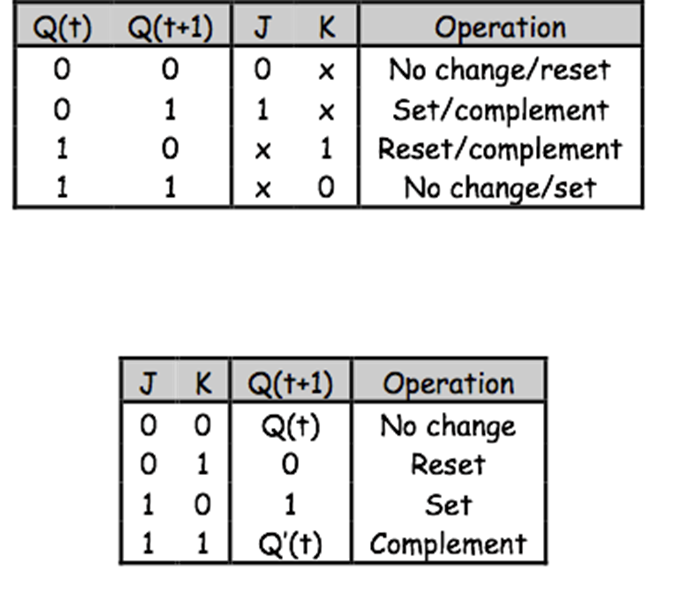 Q(t) Q(t+1) J K Operation
0 0 0 x No change/reset
0 1 1 x Set/complement
1 0 x 1 Reset/complement
1 1 x 0 No change/set
J K Q(t+1) Operation
0 0 Q(t) No change
0 1 0 Reset
1 0 1 Set
1 1 Q'(t) Complement